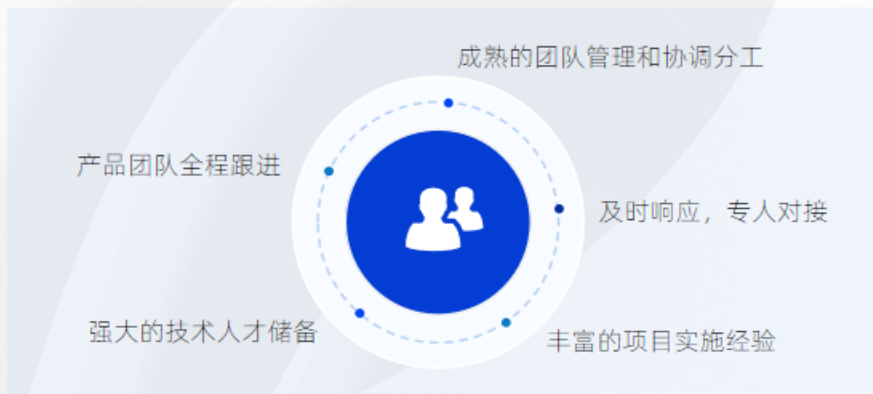 成熟的团队管理和协调分工
产品团队全程跟进
及时响应，专人对接
强大的技术人才储备
丰富的项目实施经验